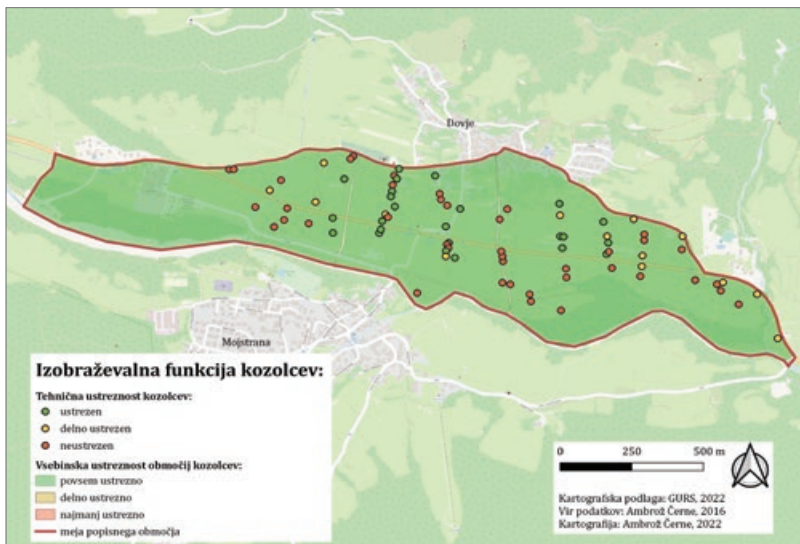 Dovje
Mojstrana
Izobraževalna funkcija kozolcev:
Tehnična ustreznost kozolcev:
ustrezen
delno ustrezen
neustrezen
Vsebinska ustreznost območij kozolcev:
povsem ustrezno
delno ustrezno
najmanj ustrezno
meja popisnega območja
0 250 500 m
Kartografska podlaga: GURS, 2022
Vir podatkov: Ambrož Černe, 2016
Kartografija: Ambrož Černe, 2022